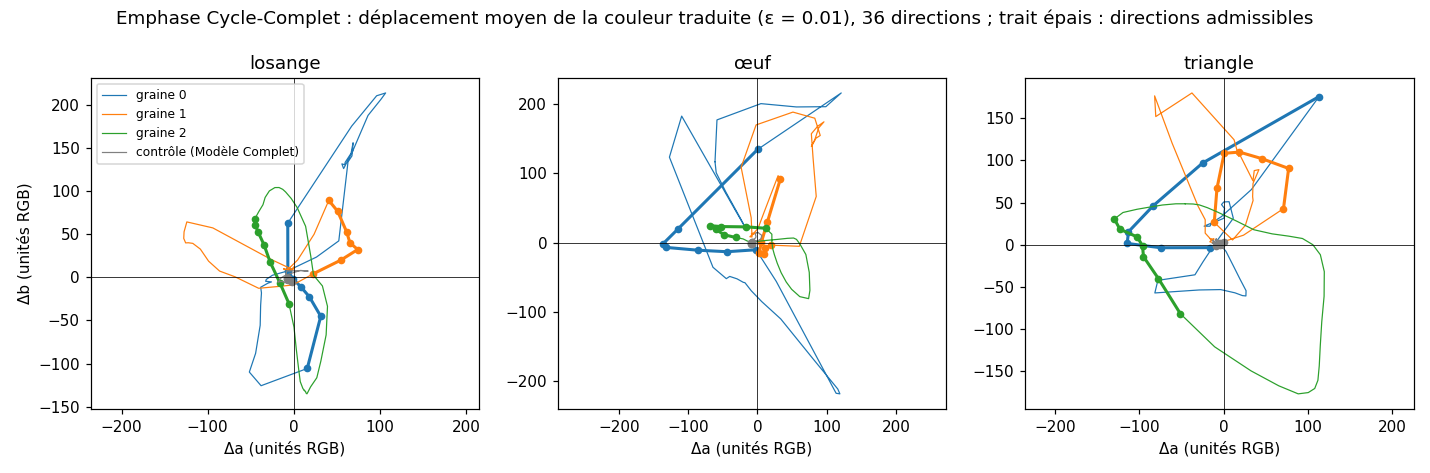 Emphase Cycle-Complet : déplacement moyen de la couleur traduite (ε = 0.01), 36 directions ; trait épais : directions admissibles
losange
œuf
triangle
graine 0
graine 1
graine 2
contrôle (Modèle Complet)
Δb (unités RGB)
200
150
100
50
0
−50
−100
−150
−200
−100
0
100
200
Δa (unités RGB)
200
100
0
−100
−200
−200
−100
0
100
200
Δa (unités RGB)
150
100
50
0
−50
−100
−150
−200
−100
0
100
200
Δa (unités RGB)